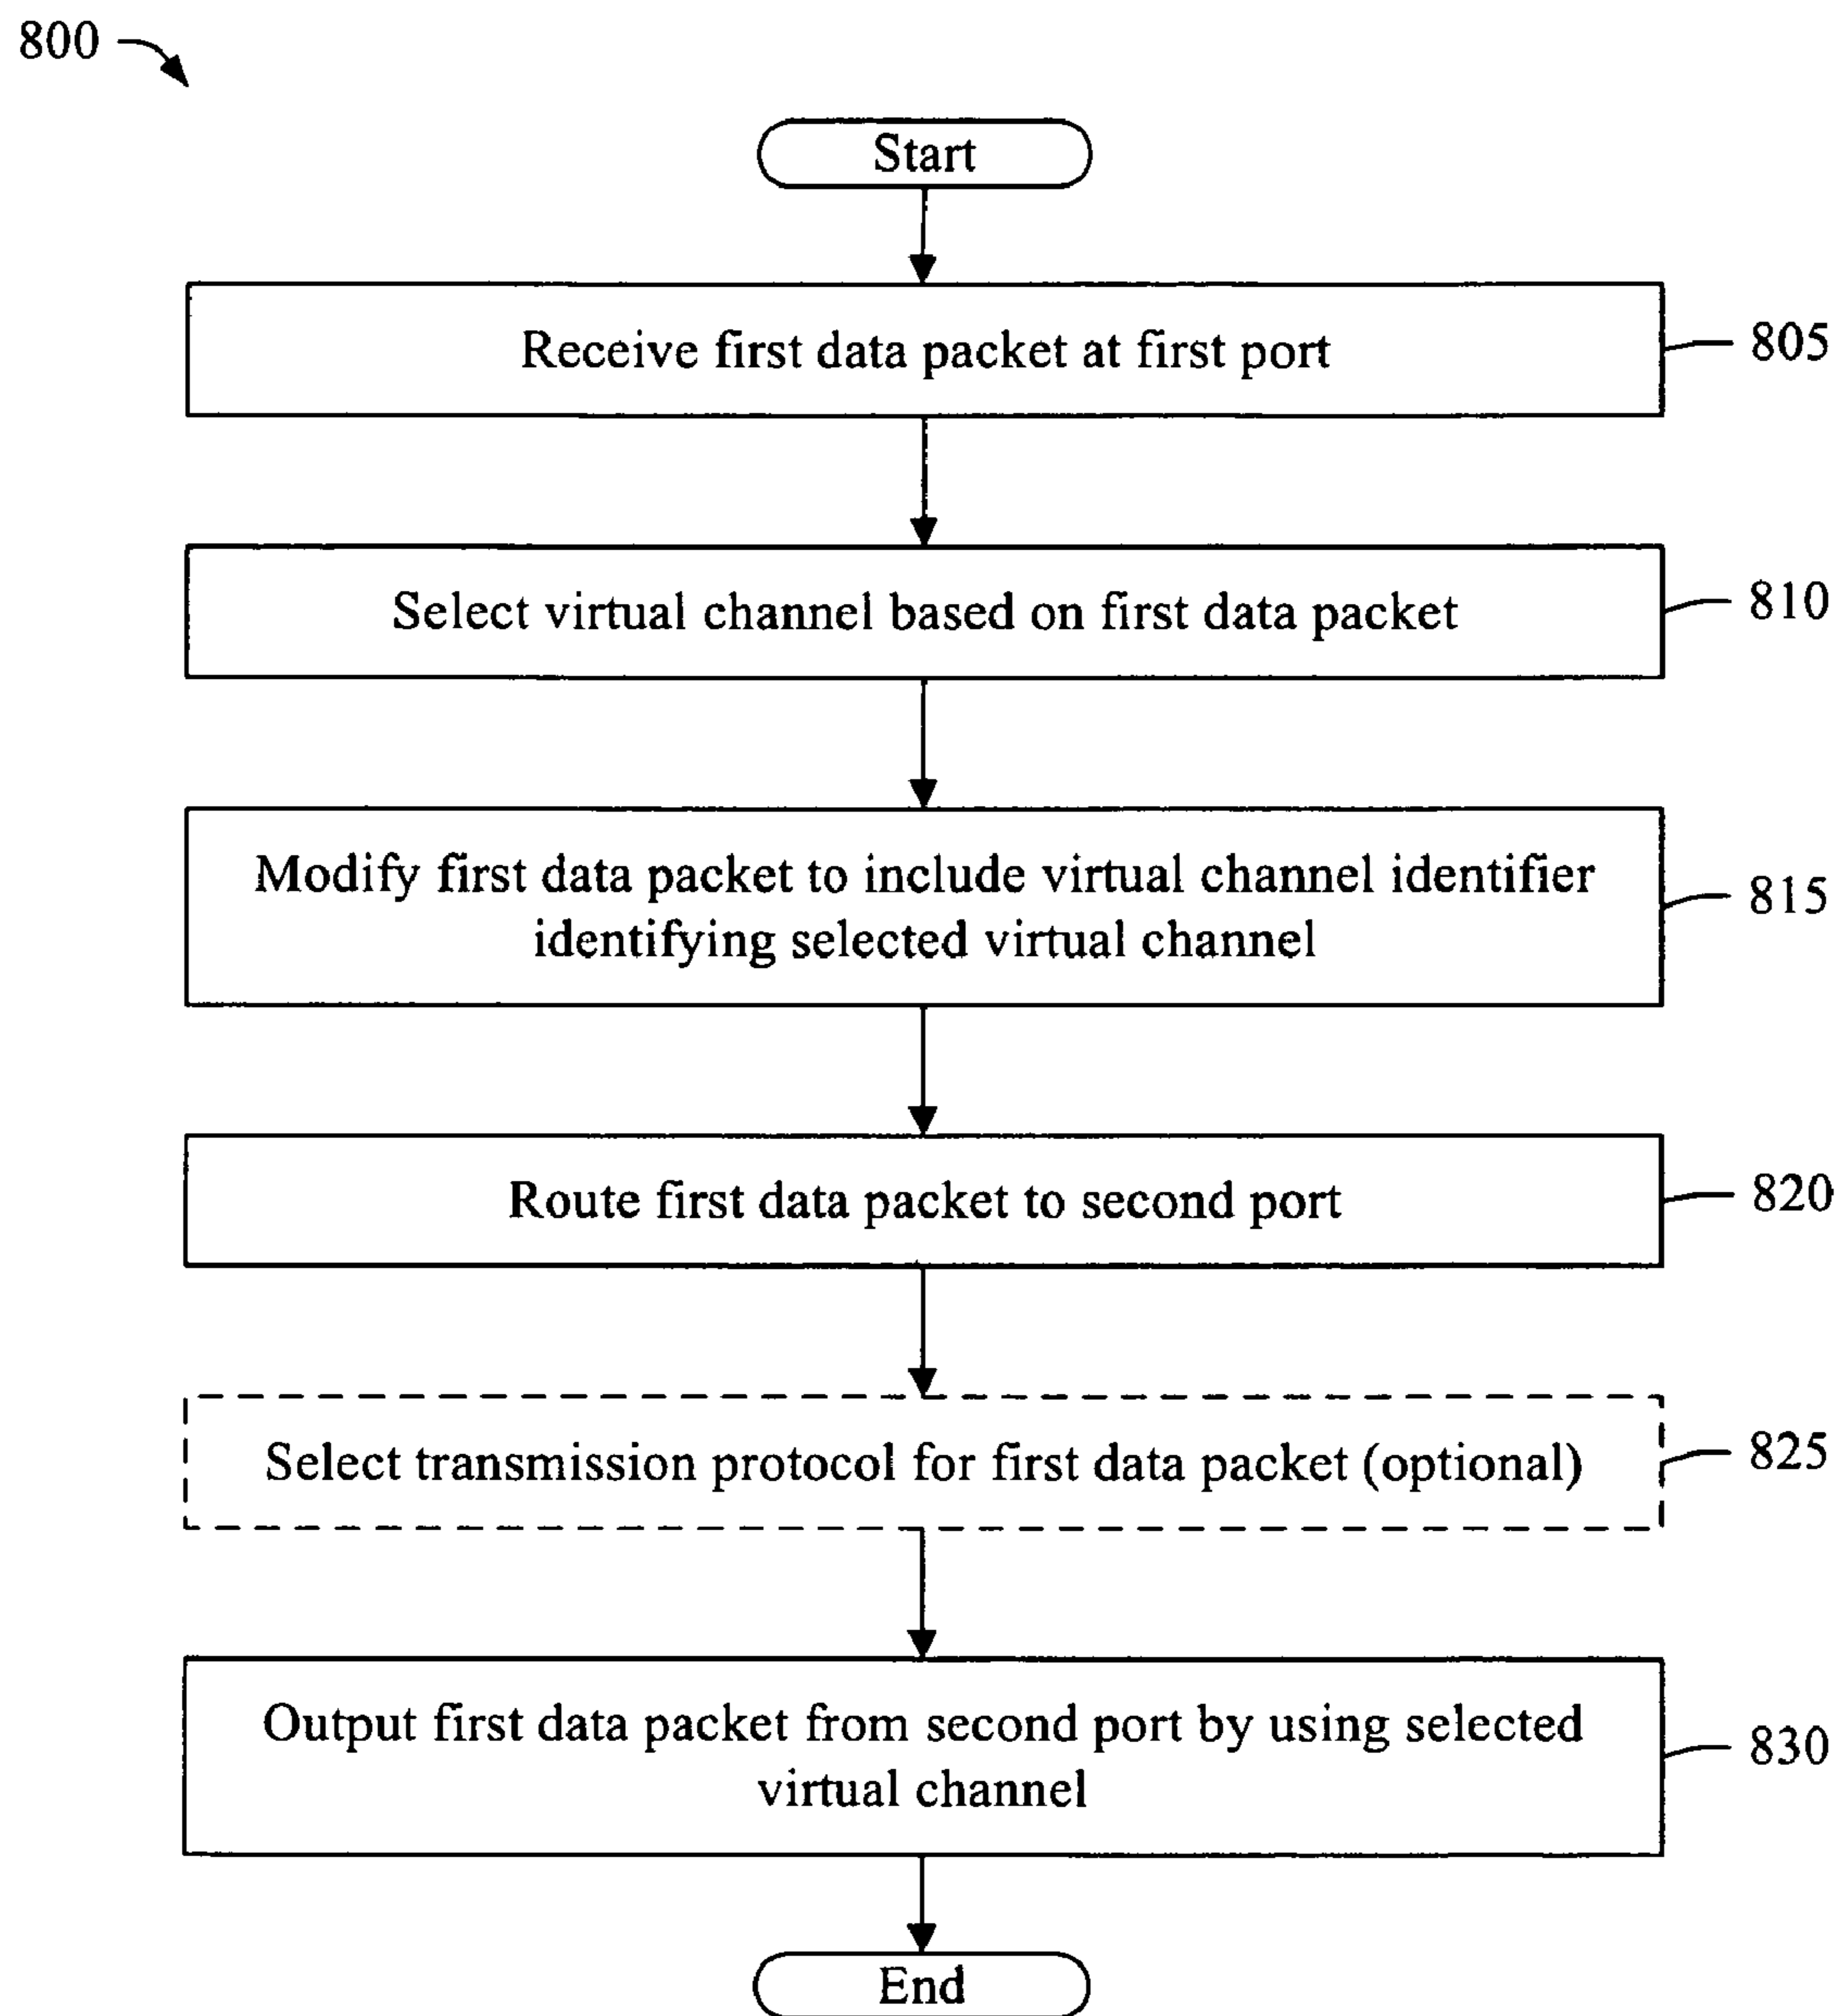 800
Start
Receive first data packet at first port
805
Select virtual channel based on first data packet
810
Modify first data packet to include virtual channel identifier
identifying selected virtual channel
815
Route first data packet to second port
820
Select transmission protocol for first data packet (optional)
825
Output first data packet from second port by using selected
virtual channel
830
End